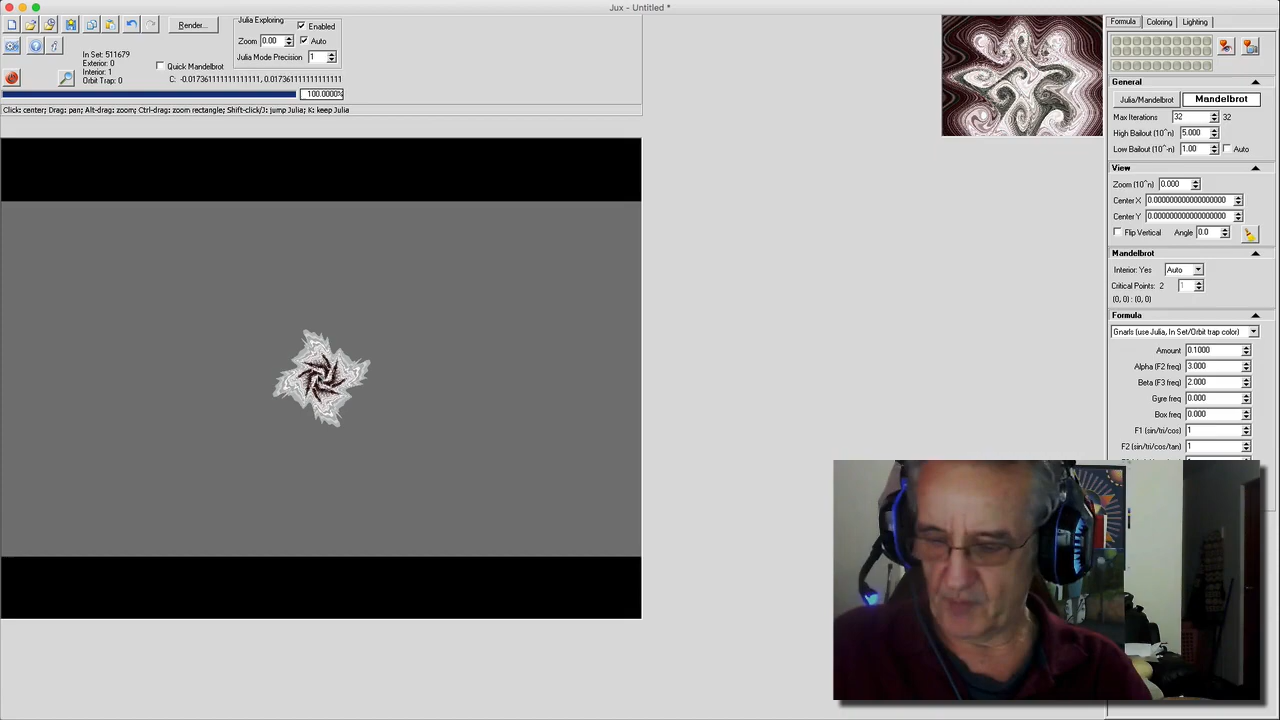 Jux - Untitled *
Render...
Julia Exploring
Enabled
Zoom 0.00
Auto
Julia Mode Precision 1
In Set: 511679
Exterior: 0
Interior: 1
Orbit Trap: 0
Quick Mandelbrot
C. -0.01736111111111111, 0.01736111111111111
100.0000%
Click: center; Drag: pan; Alt-drag: zoom; Ctrl-drag: zoom rectangle; Shift-click/J: jump Julia; K: keep Julia
Formula Coloring Lighting
General
Julia/Mandelbrot Mandelbrot
Max Iterations 32 32
High Bailout (10^n) 5.000
Low Bailout (10^-n) 1.00 Auto
View
Zoom (10^n) 0.000
Center X 0.000000000000000000
Center Y 0.000000000000000000
Flip Vertical Angle 0.0
Mandelbrot
Interior: Yes Auto
Critical Points: 2 1
(0, 0) : (0, 0)
Formula
Gnarls (use Julia, In Set/Orbit trap color)
Amount 0.1000
Alpha (F2 freq) 3.000
Beta (F3 freq) 2.000
Gyre freq 0.000
Box freq 0.000
F1 (sin/tri/cos) 1
F2 (sin/tri/cos/tan) 1